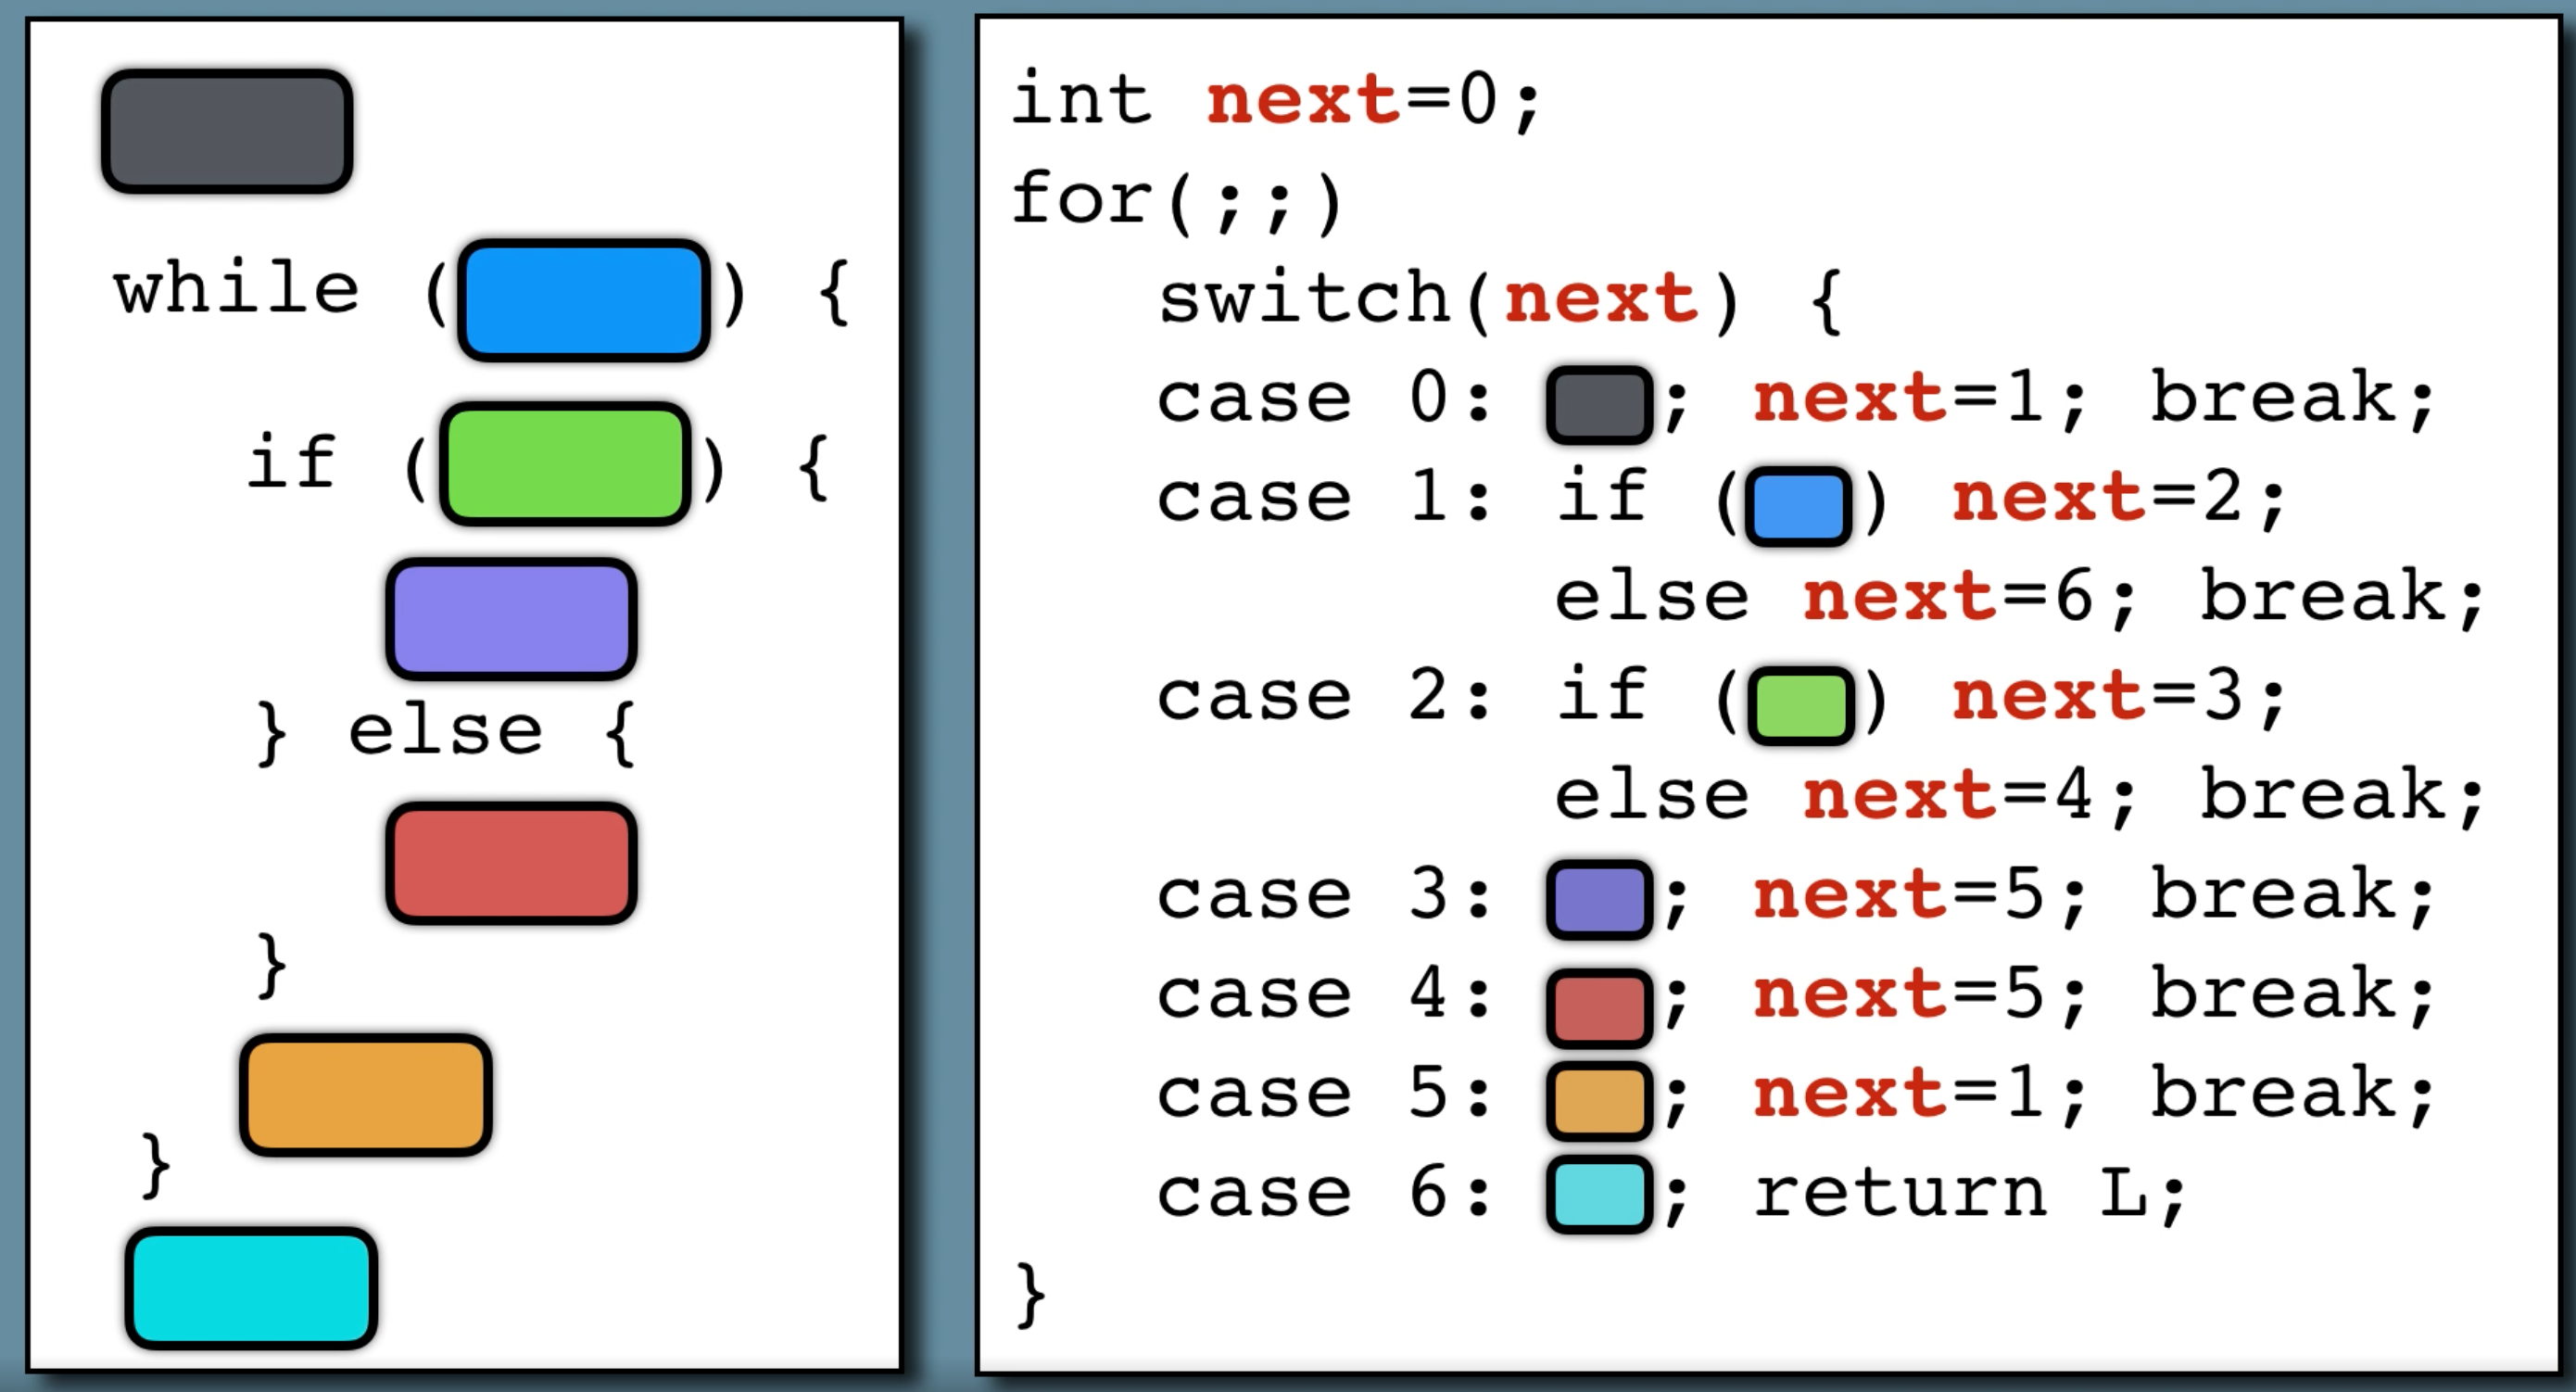 while ( ) {
if ( ) {
} else {
}
}
int next=0;
for(;;)
switch(next) {
case 0: ; next=1; break;
case 1: if ( ) next=2;
else next=6; break;
case 2: if ( ) next=3;
else next=4; break;
case 3: ; next=5; break;
case 4: ; next=5; break;
case 5: ; next=1; break;
case 6: ; return L;
}